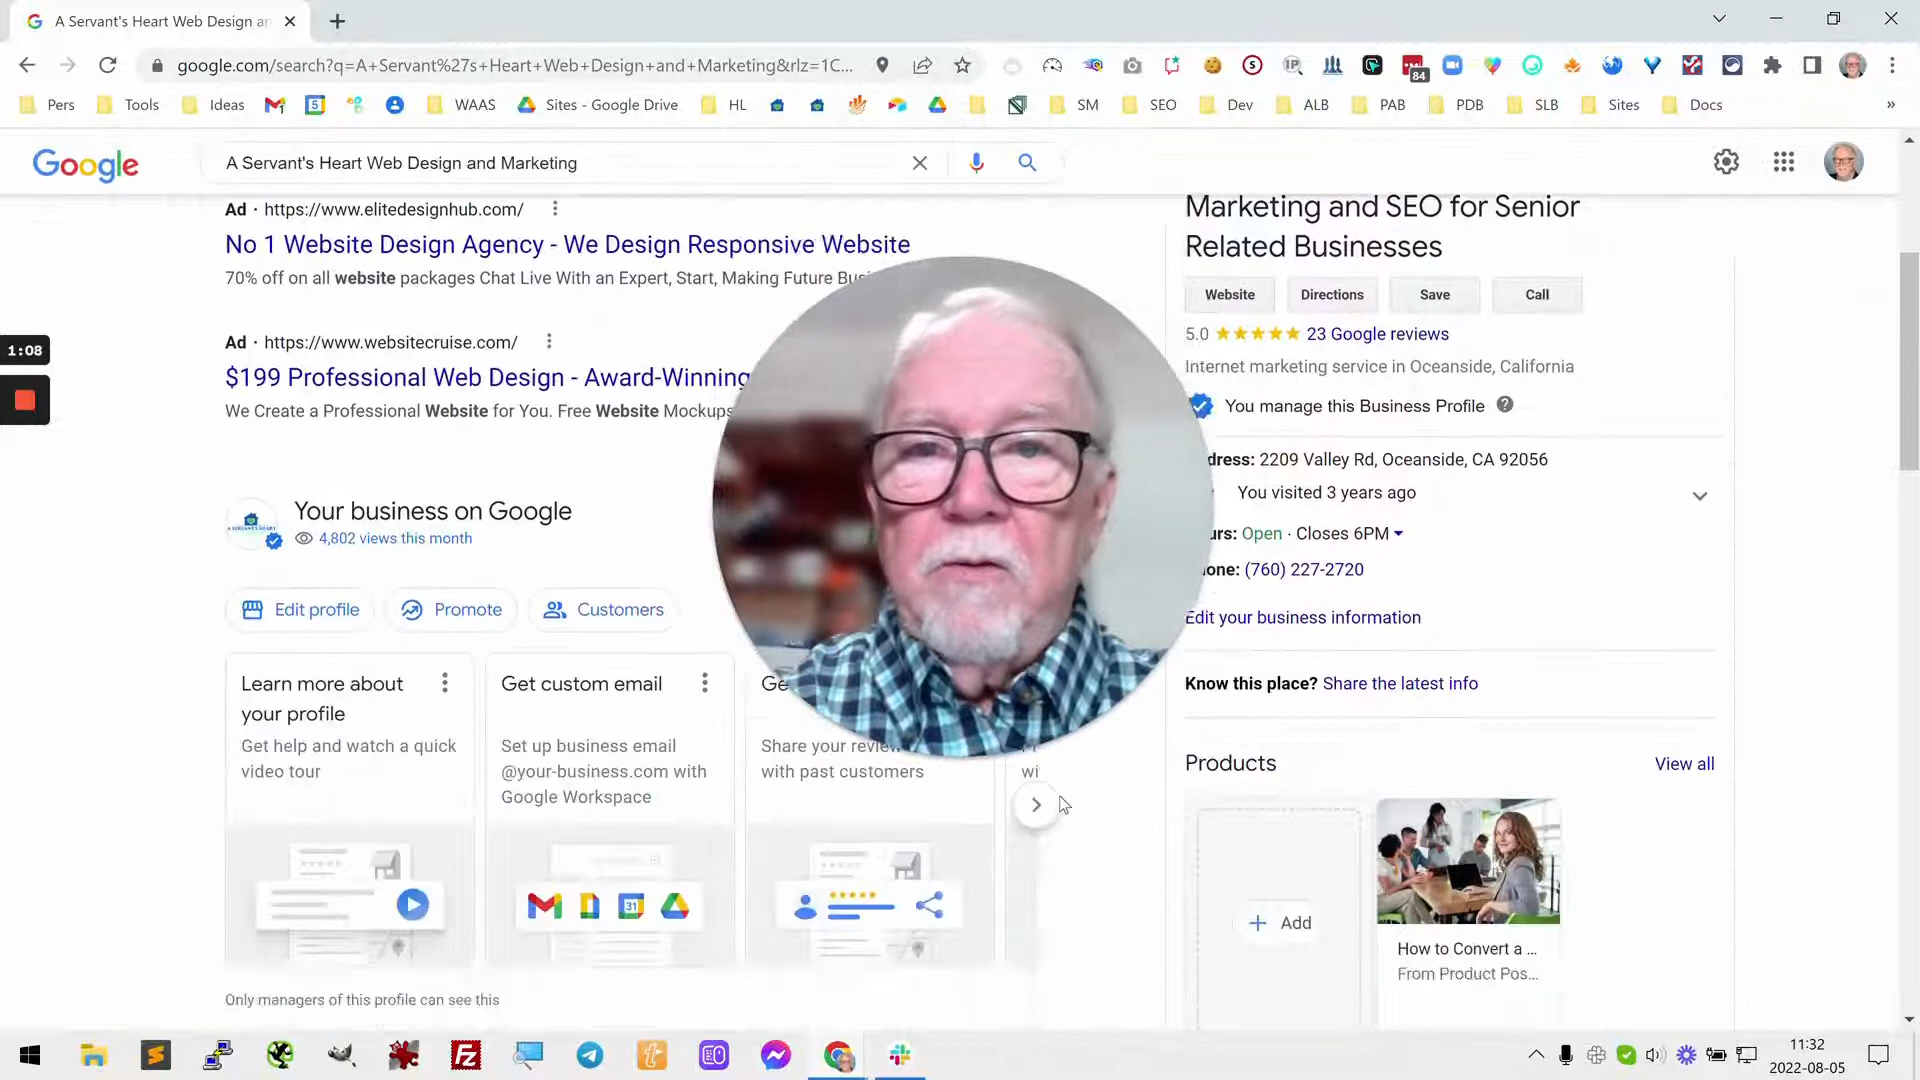 A Servant's Heart Web Design an
google.com/search?q=A+Servant%27s+Heart+Web+Design+and+Marketing&rlz=1C...
84
Pers
Tools
Ideas
5
WAAS
Sites - Google Drive
HL
SM
SEO
Dev
ALB
PAB
PDB
SLB
Sites
Docs
»
Google
A Servant's Heart Web Design and Marketing
Ad · https://www.elitedesignhub.com/
No 1 Website Design Agency - We Design Responsive Website
70% off on all website packages Chat Live With an Expert, Start, Making Future
Ad · https://www.websitecruise.com/
$199 Professional Web Design - Award-Winning
We Create a Professional Website for You. Free Website Mockups
1:08
Your business on Google
4,802 views this month
Edit profile
Promote
Customers
Learn more about
your profile
Get help and watch a quick
video tour
Get custom email
Set up business email
@your-business.com with
Google Workspace
31
Share your
with past customers
wi
Only managers of this profile can see this
Marketing and SEO for Senior
Related Businesses
Website
Directions
Save
Call
5.0
23 Google reviews
Internet marketing service in Oceanside, California
You manage this Business Profile
dress: 2209 Valley Rd, Oceanside, CA 92056
You visited 3 years ago
urs: Open · Closes 6PM
one: (760) 227-2720
Edit your business information
Know this place? Share the latest info
Products
View all
+ Add
How to Convert a ...
From Product Pos...
11:32
2022-08-05